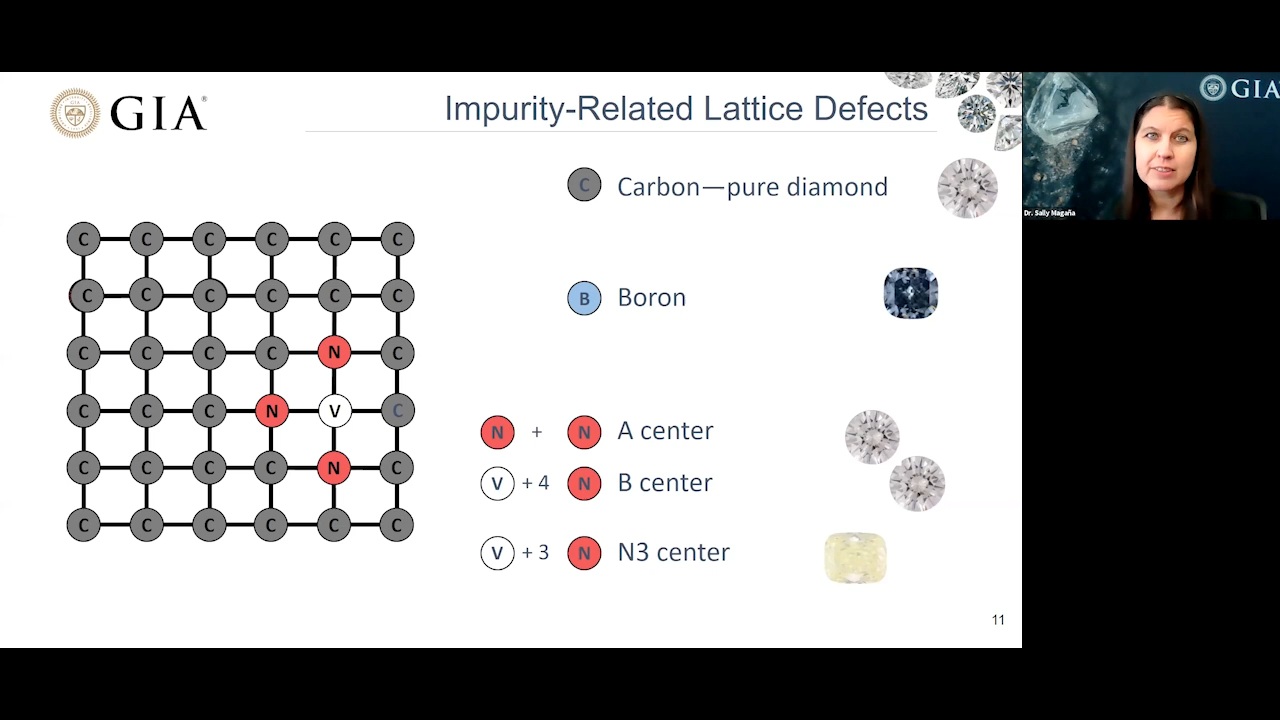 GIA®
Impurity-Related Lattice Defects
GIA
Dr. Sally Magaña
C Carbon—pure diamond
B Boron
N + N A center
V + 4 N B center
V + 3 N N3 center
C C C C C C
C C C C C C
C C C C N C
C C C N V C
C C C C N C
C C C C C C
11